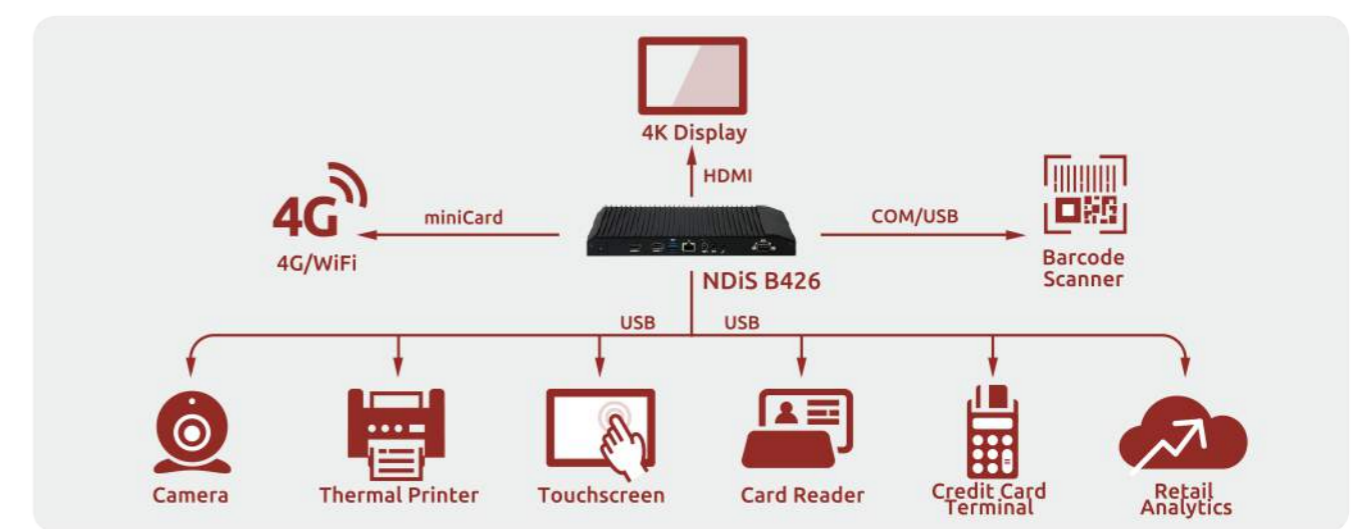 4K Display
HDMI
4G
4G/WiFi
miniCard
COM/USB
Barcode
Scanner
NDiS B426
USB
USB
Camera
Thermal Printer
Touchscreen
Card Reader
Credit Card
Terminal
Retail
Analytics